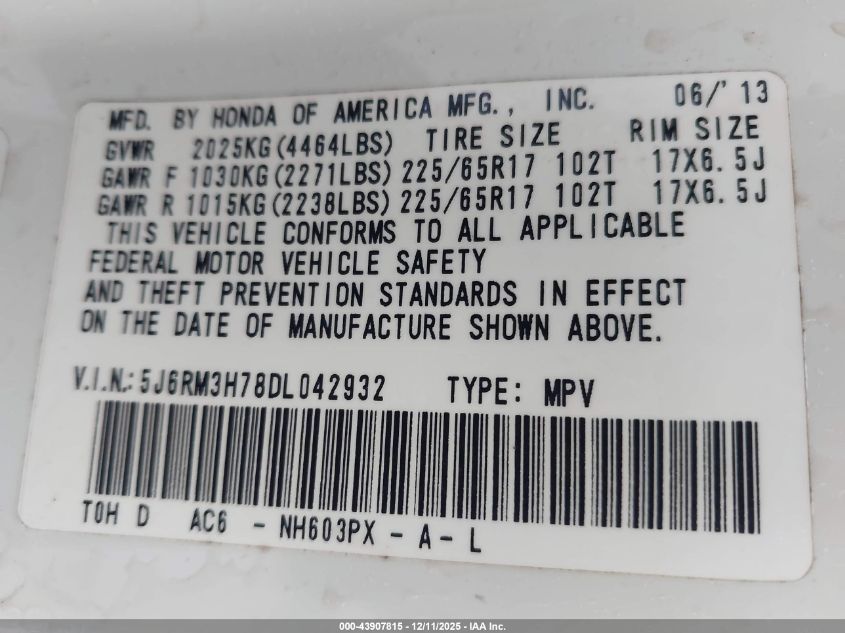 MFD. BY HONDA OF AMERICA MFG., INC. 06/'13
GVWR 2025KG(4464LBS) TIRE SIZE RIM SIZE
GAWR F 1030KG(2271LBS) 225/65R17 102T 17X6.5J
GAWR R 1015KG(2238LBS) 225/65R17 102T 17X6.5J
THIS VEHICLE CONFORMS TO ALL APPLICABLE
FEDERAL MOTOR VEHICLE SAFETY
AND THEFT PREVENTION STANDARDS IN EFFECT
ON THE DATE OF MANUFACTURE SHOWN ABOVE.
V.I.N.: 5J6RM3H78DL042932 TYPE: MPV
T0H D AC6 - NH603PX - A - L
000-43907815 - 12/11/2025 - IAA Inc.